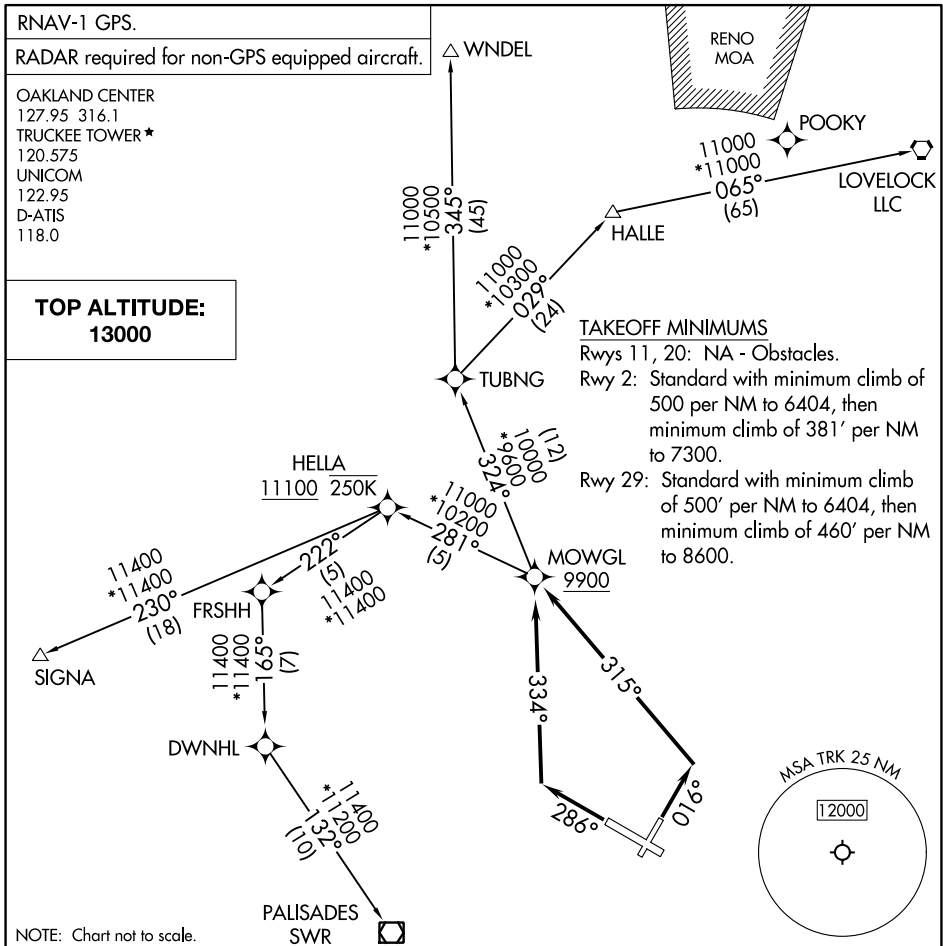 RNAV-1 GPS.
RADAR required for non-GPS equipped aircraft.
OAKLAND CENTER
127.95 316.1
TRUCKEE TOWER★
120.575
UNICOM
122.95
D-ATIS
118.0
TOP ALTITUDE:
13000
WNDEL
RENO
MOA
POOKY
LOVELOCK
LLC
11000
*11000
065°
(65)
HALLE
11000
*10500
345°
(45)
11000
*10300
029°
(24)
TUBNG
TAKEOFF MINIMUMS
Rwys 11, 20: NA - Obstacles.
Rwy 2: Standard with minimum climb of
500 per NM to 6404, then
minimum climb of 381' per NM
to 7300.
Rwy 29: Standard with minimum climb
of 500' per NM to 6404, then
minimum climb of 460' per NM
to 8600.
(12)
10000
*9600
324°
HELLA
11100 250K
11000
*10200
281°
(5)
MOWGL
9900
222°
(5)
11400
*11400
11400
*11400
230°
(18)
FRSHH
SIGNA
11400
*11400
165°
(7)
DWNHL
334°
315°
286°
016°
11400
*11200
132°
(10)
PALISADES
SWR
MSA TRK 25 NM
12000
NOTE: Chart not to scale.